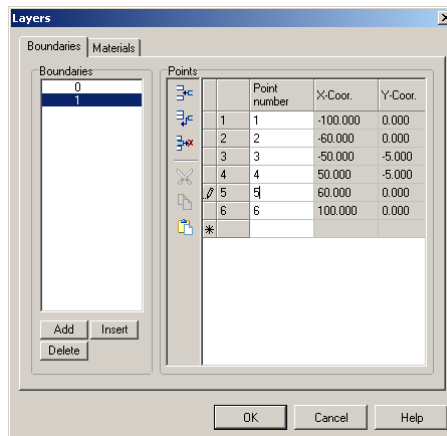 Layers
Boundaries Materials
Boundaries
0
1
Add Insert
Delete
Points
Point number X-Coor. Y-Coor.
1 1 -100.000 0.000
2 2 -60.000 0.000
3 3 -50.000 -5.000
4 4 50.000 -5.000
5 5 60.000 0.000
6 6 100.000 0.000
OK Cancel Help